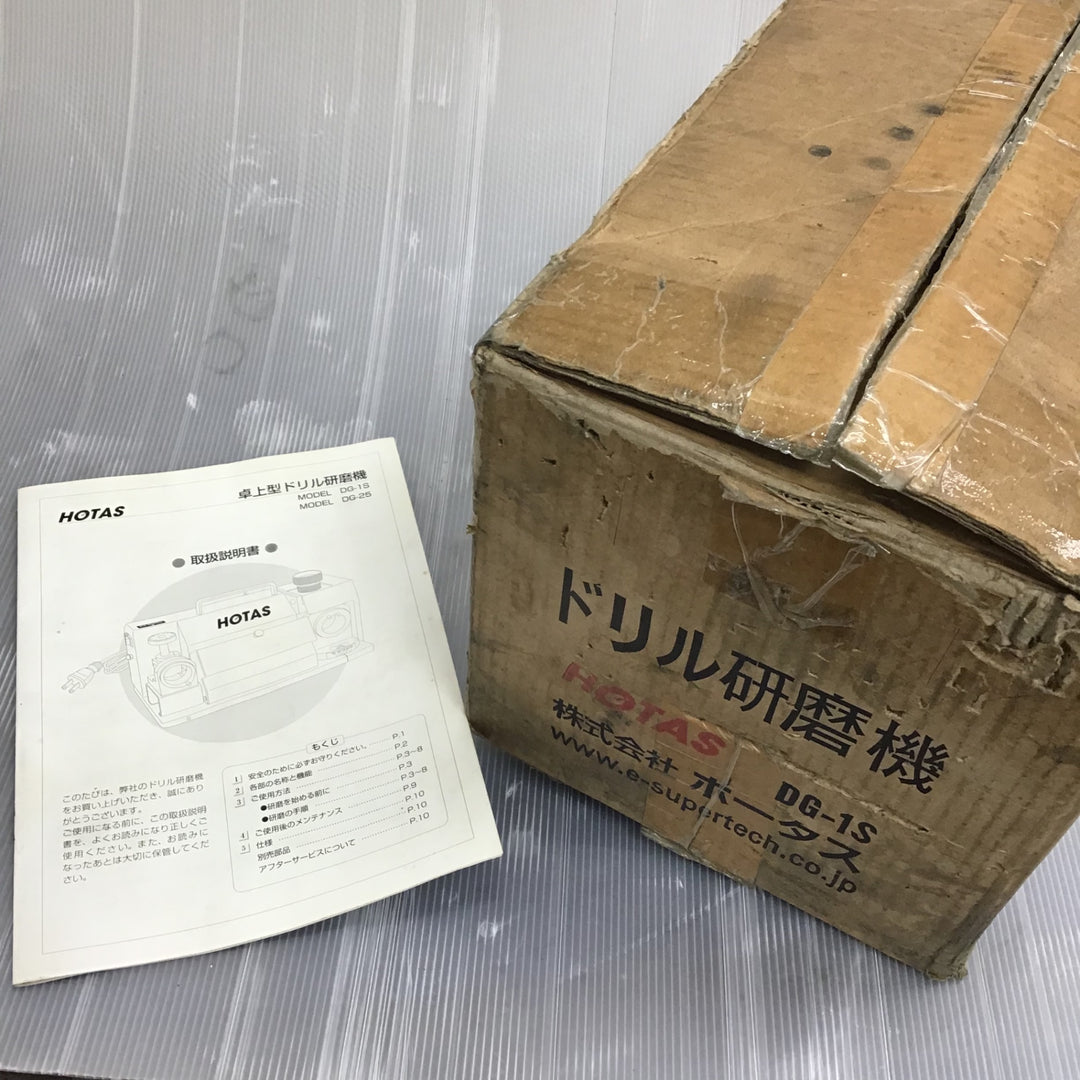 HOTAS
卓上型ドリル研磨機
MODEL DG-1S
MODEL DG-25
● 取扱説明書 ●
HOTAS
このたびは、弊社のドリル研磨機
をお買い上げいただき、誠にあり
がとうございます。
ご使用になる前に、この取扱説明
書を、よくお読みになり正しくご
使用ください。また、お読みに
なったあとは大切に保管してくだ
さい。
もくじ
1 安全のために必ずお守りください。 ……… P.1
2 各部の名称と機能 ……… P.2
3 ご使用方法 ……… P.3~8
●研磨を始める前に ……… P.3
●研磨の手順 ……… P.3~8
4 ご使用後のメンテナンス ……… P.9
5 仕様 ……… P.10
別売部品 ……… P.10
アフターサービスについて ……… P.10
ドリル研磨機
HOTAS DG-1S
株式会社 ホータス
www.e-supertech.co.jp